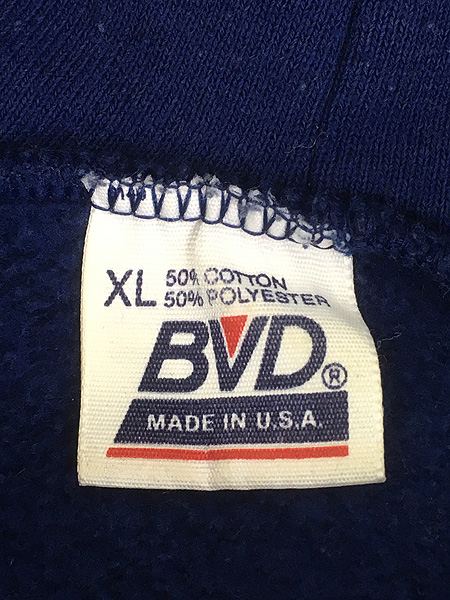 XL 50% COTTON
50% POLYESTER
BVD®
MADE IN U.S.A.